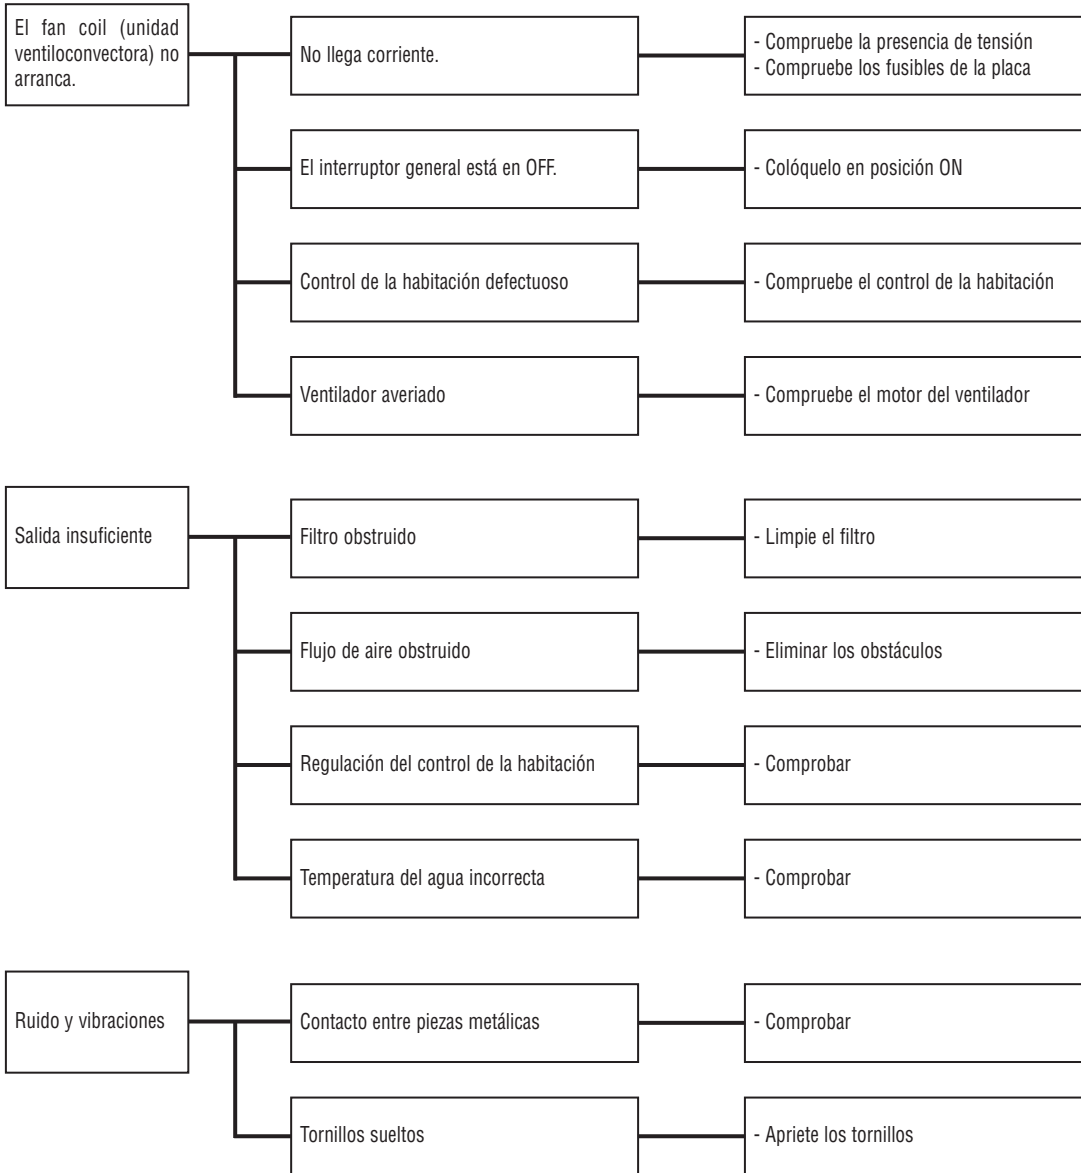 El fan coil (unidad
ventiloconvectora) no
arranca.
No llega corriente.
- Compruebe la presencia de tensión
- Compruebe los fusibles de la placa
El interruptor general está en OFF.
- Colóquelo en posición ON
Control de la habitación defectuoso
- Compruebe el control de la habitación
Ventilador averiado
- Compruebe el motor del ventilador
Salida insuficiente
Filtro obstruido
- Limpie el filtro
Flujo de aire obstruido
- Eliminar los obstáculos
Regulación del control de la habitación
- Comprobar
Temperatura del agua incorrecta
- Comprobar
Ruido y vibraciones
Contacto entre piezas metálicas
- Comprobar
Tornillos sueltos
- Apriete los tornillos